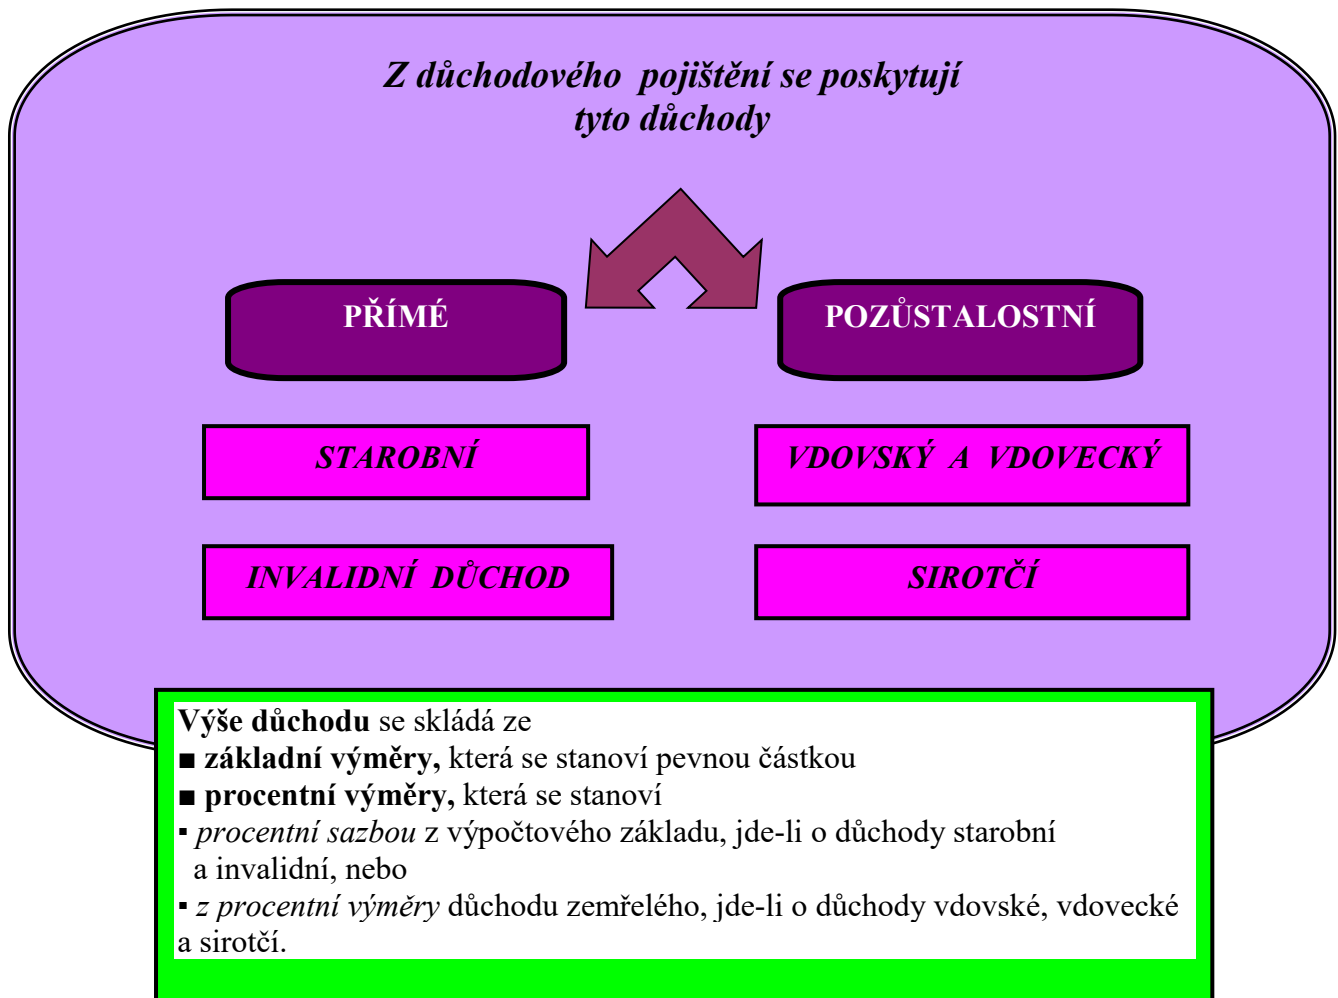 Z důchodového pojištění se poskytují
tyto důchody
PŘÍMÉ
POZŮSTALOSTNÍ
STAROBNÍ
VDOVSKÝ A VDOVECKÝ
INVALIDNÍ DŮCHOD
SIROTČÍ
Výše důchodu se skládá ze
■ základní výměry, která se stanoví pevnou částkou
■ procentní výměry, která se stanoví
▪ procentní sazbou z výpočtového základu, jde-li o důchody starobní
a invalidní, nebo
▪ z procentní výměry důchodu zemřelého, jde-li o důchody vdovské, vdovecké
a sirotčí.